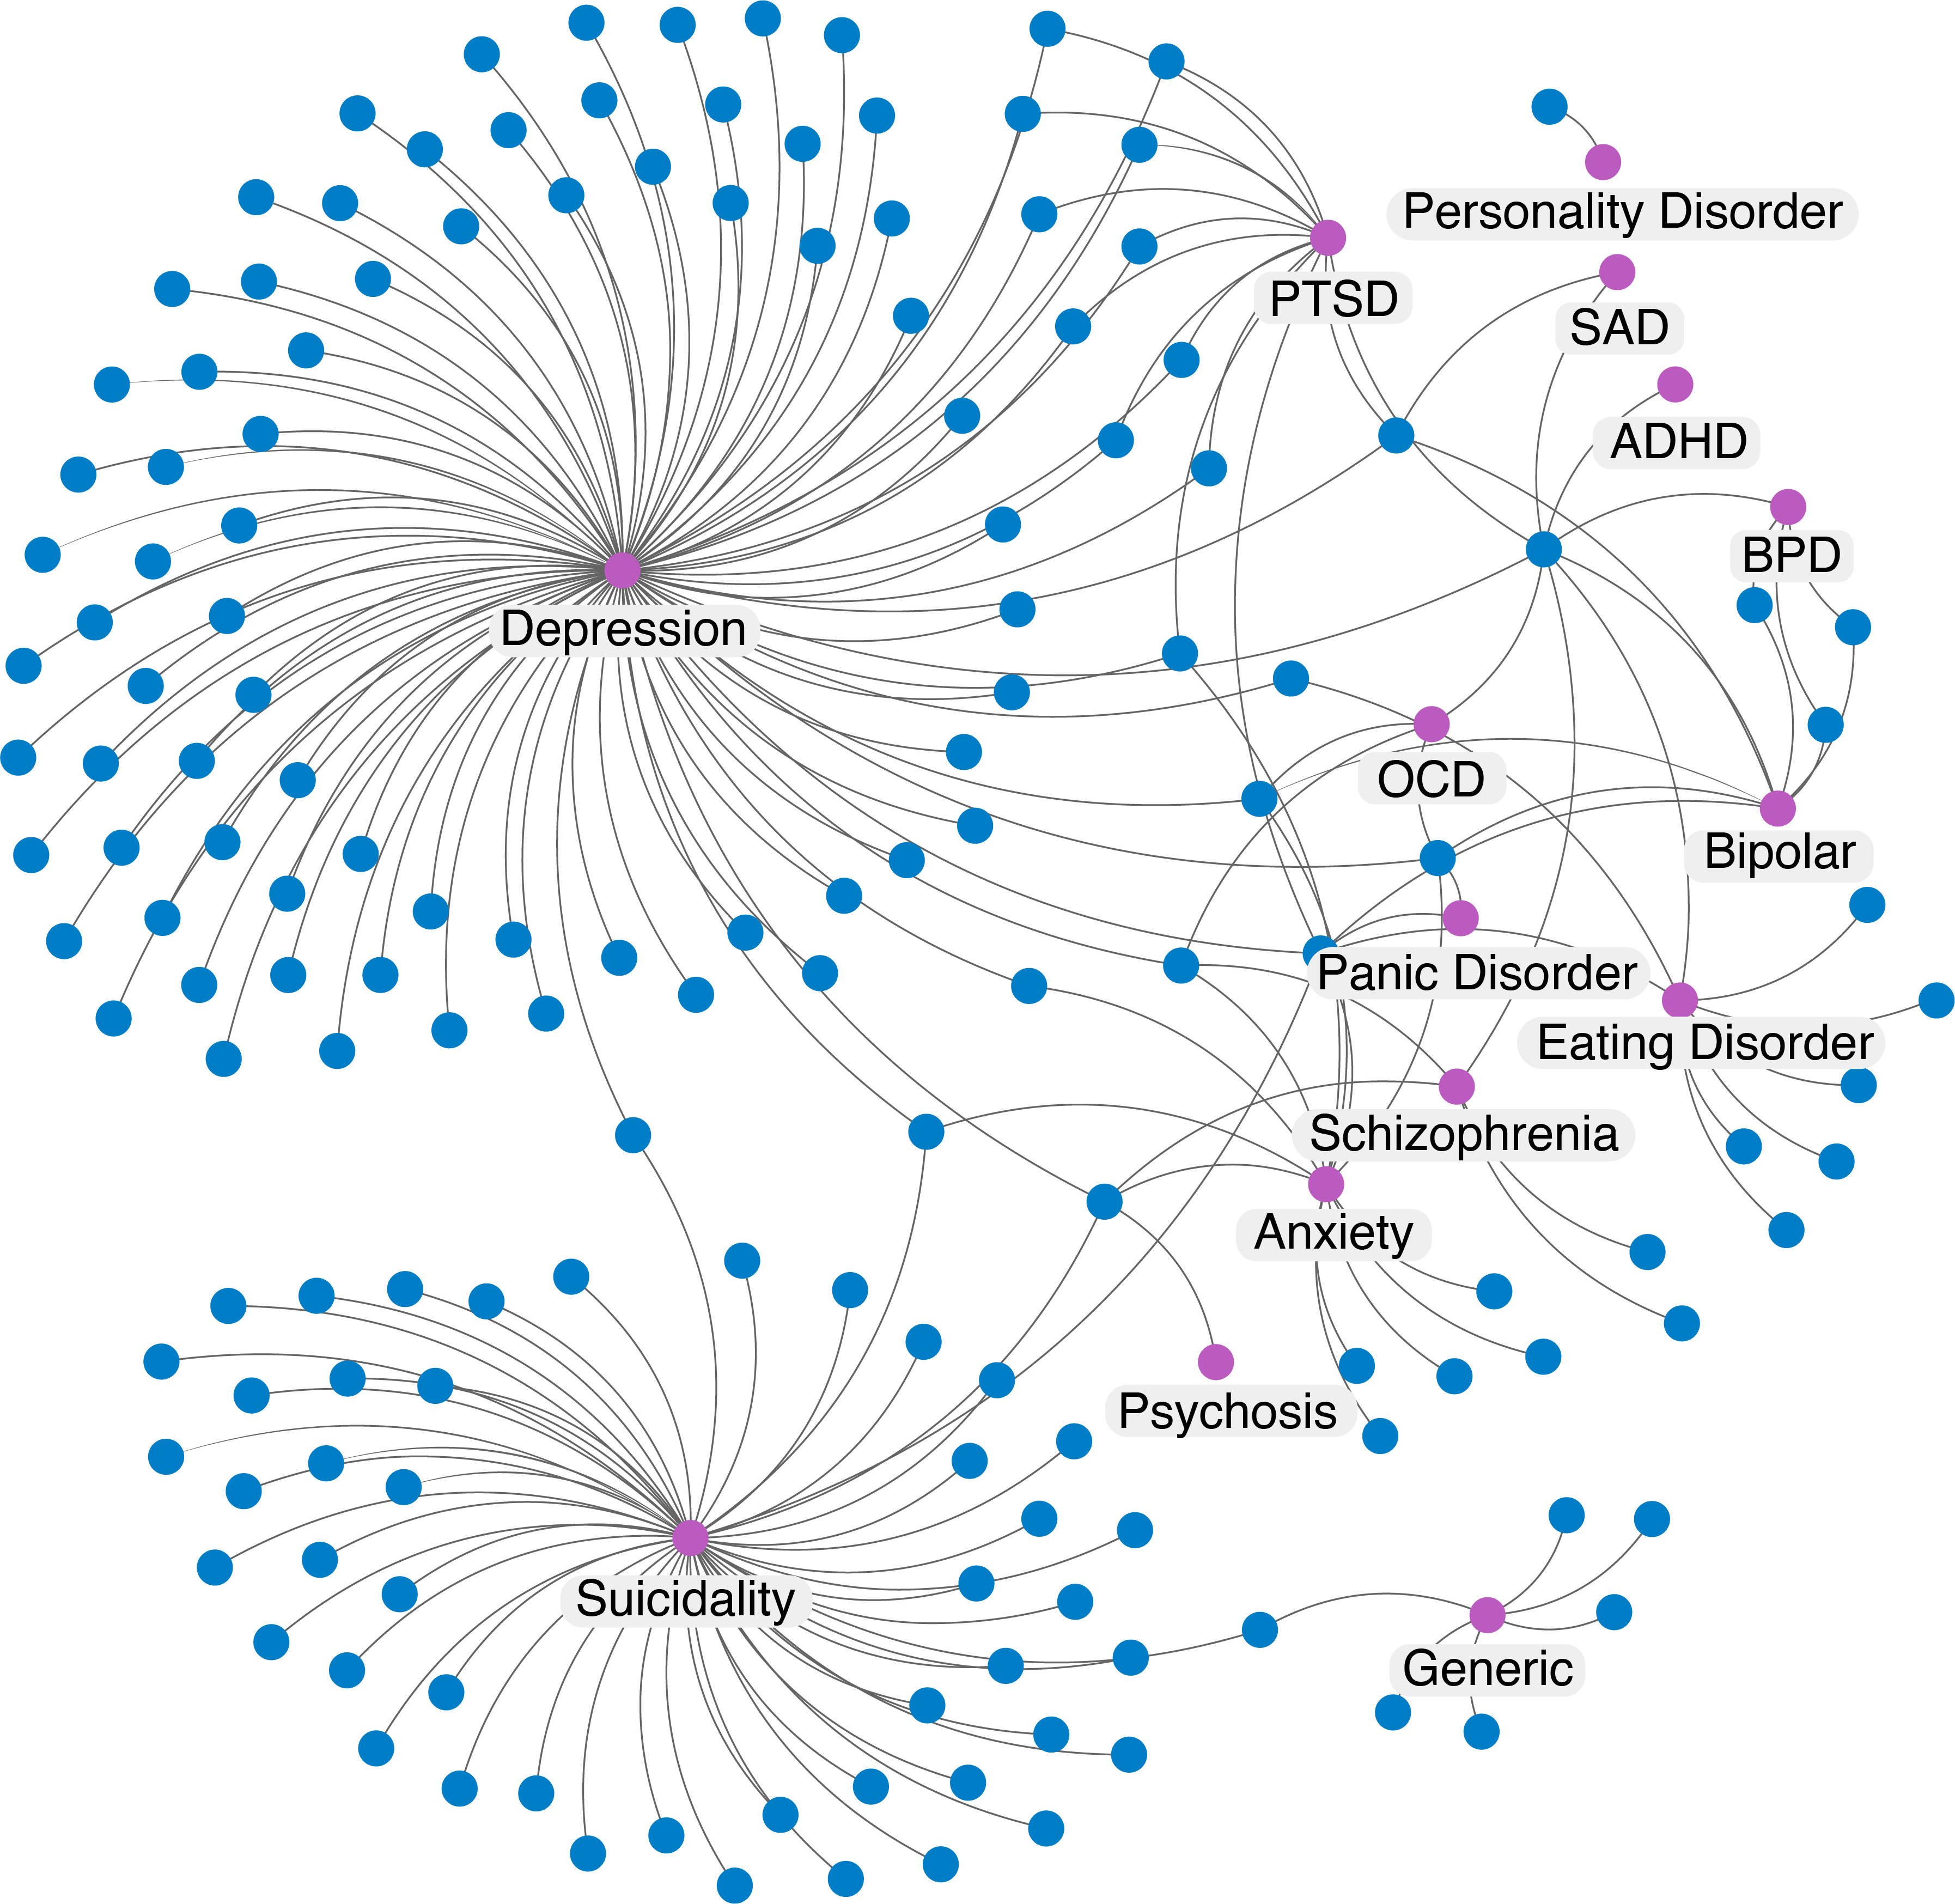 Personality Disorder
PTSD
SAD
ADHD
BPD
Depression
OCD
Bipolar
Panic Disorder
Eating Disorder
Schizophrenia
Anxiety
Psychosis
Suicidality
Generic